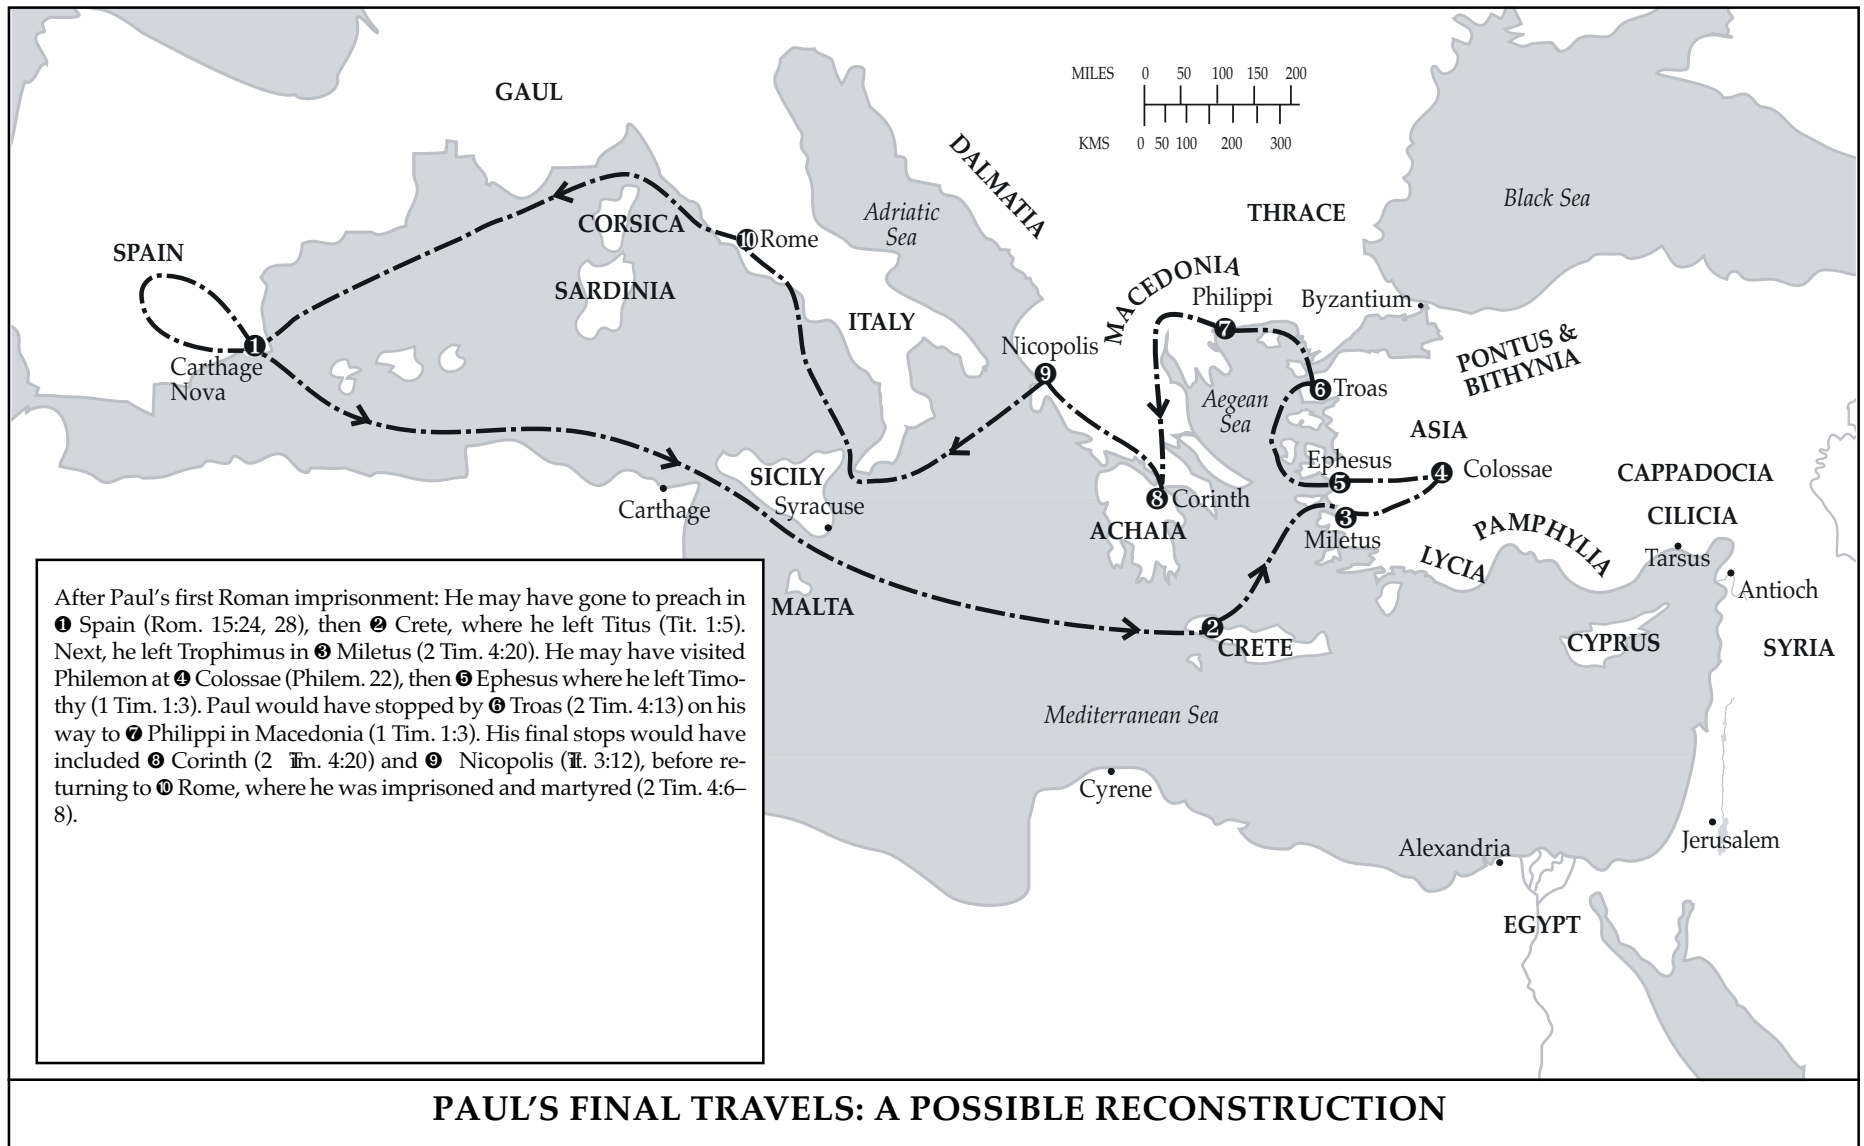 MILES 0 50 100 150 200
KMS 0 50 100 200 300
GAUL
DALMATIA
Adriatic
Sea
Black Sea
THRACE
CORSICA
❿ Rome
SPAIN
SARDINIA
MACEDONIA
Philippi
❼
Byzantium
ITALY
Nicopolis
❾
PONTUS &
BITHYNIA
❶
Carthage
Nova
Aegean
Sea
❻ Troas
ASIA
Ephesus
❺
❹ Colossae
CAPPADOCIA
SICILY
Syracuse
Carthage
❽ Corinth
ACHAIA
❸
Miletus
LYCIA
PAMPHYLIA
CILICIA
Tarsus
Antioch
MALTA
❷
CRETE
CYPRUS
SYRIA
Mediterranean Sea
Cyrene
Alexandria
Jerusalem
EGYPT
After Paul’s first Roman imprisonment: He may have gone to preach in
❶ Spain (Rom. 15:24, 28), then ❷ Crete, where he left Titus (Tit. 1:5).
Next, he left Trophimus in ❸ Miletus (2 Tim. 4:20). He may have visited
Philemon at ❹ Colossae (Philem. 22), then ❺ Ephesus where he left Timo-
thy (1 Tim. 1:3). Paul would have stopped by ❻ Troas (2 Tim. 4:13) on his
way to ❼ Philippi in Macedonia (1 Tim. 1:3). His final stops would have
included ❽ Corinth (2 Tim. 4:20) and ❾ Nicopolis (Tit. 3:12), before re-
turning to ❿ Rome, where he was imprisoned and martyred (2 Tim. 4:6–
8).
PAUL’S FINAL TRAVELS: A POSSIBLE RECONSTRUCTION